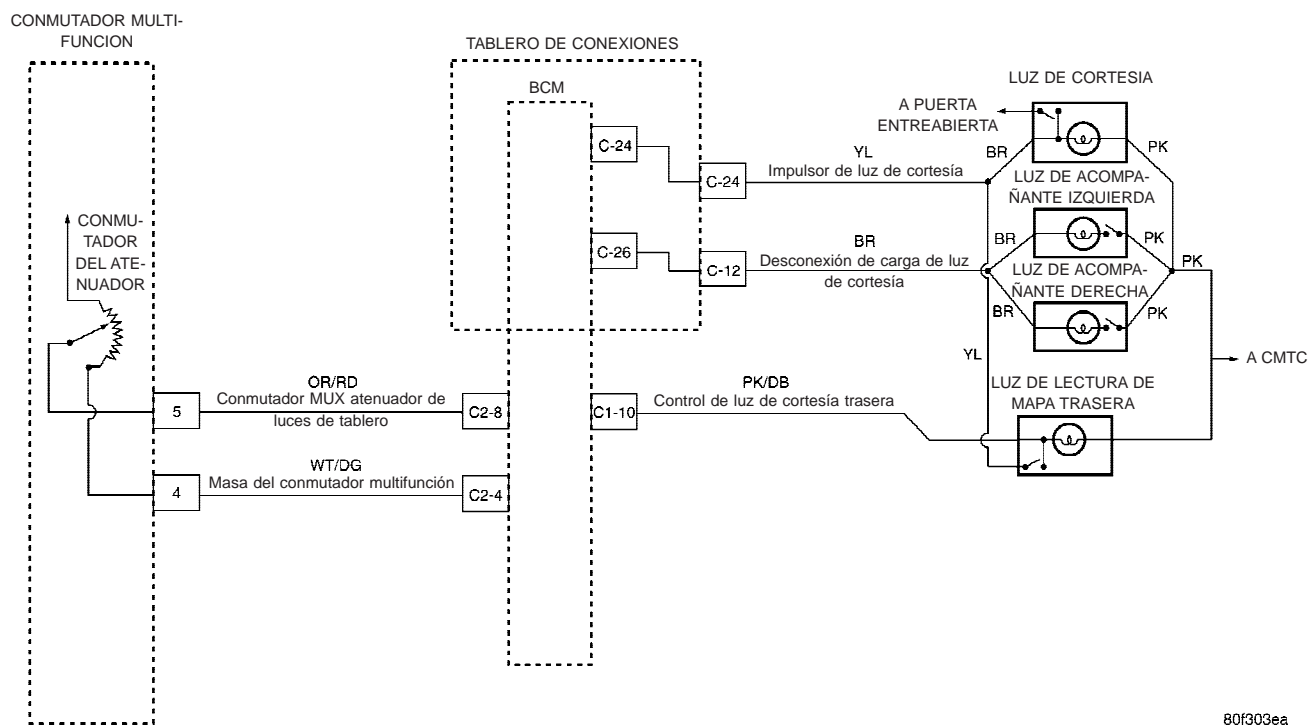 CONMUTADOR MULTI-
FUNCION
TABLERO DE CONEXIONES
BCM
LUZ DE CORTESIA
A PUERTA
ENTREABIERTA
C-24
C-24
YL
Impulsor de luz de cortesía
BR
PK
LUZ DE ACOMPA-
ÑANTE IZQUIERDA
CONMU-
TADOR
DEL ATE-
NUADOR
C-26
C-12
BR
Desconexión de carga de luz
de cortesía
BR
PK
LUZ DE ACOMPA-
ÑANTE DERECHA
PK
BR
PK
YL
A CMTC
OR/RD
5
Conmutador MUX atenuador de
luces de tablero
C2-8
C1-10
PK/DB
Control de luz de cortesía trasera
LUZ DE LECTURA DE
MAPA TRASERA
WT/DG
4
Masa del conmutador multifunción
C2-4
80f303ea